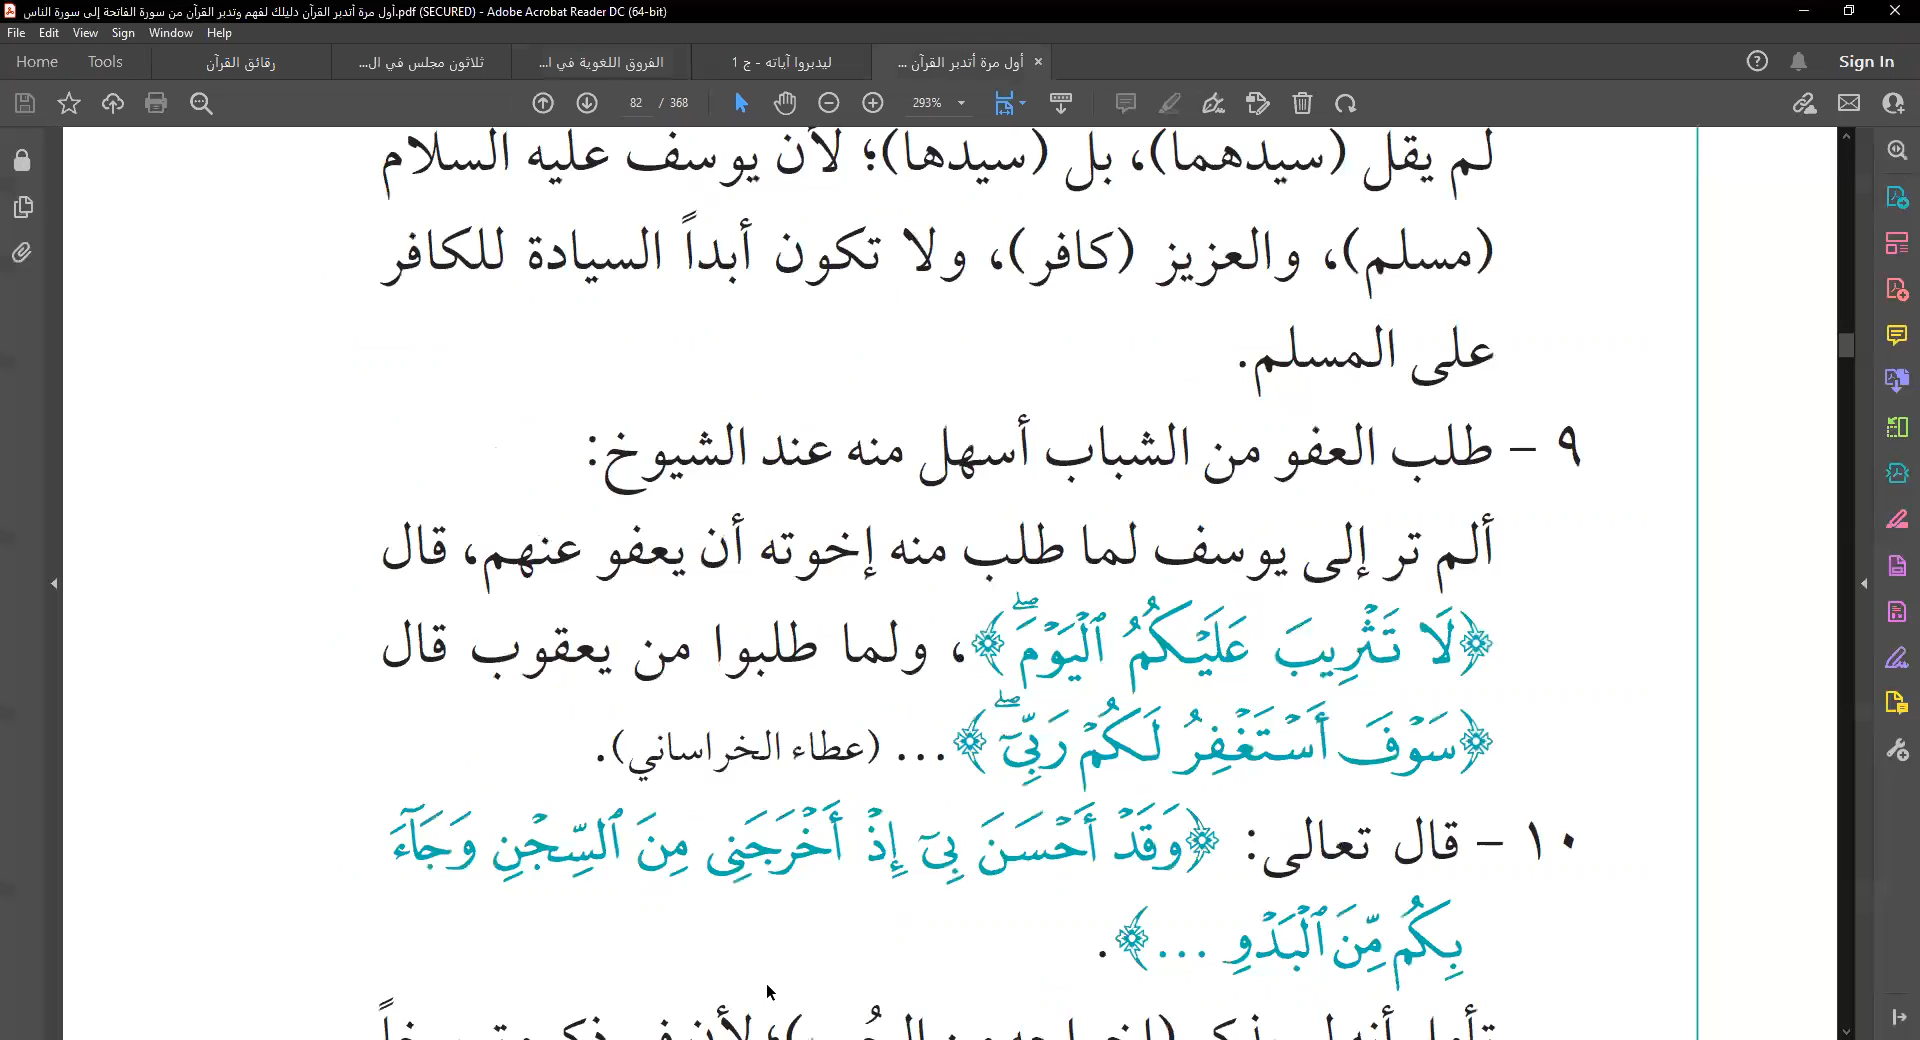 أول مرة أتدبر القرآن دليلك لفهم وتدبر القرآن من سورة الفاتحة إلى سورة الناس.pdf (SECURED) - Adobe Acrobat Reader DC (64-bit)
File Edit View Sign Window Help
Home Tools رقائق القرآن ثلاثون مجلس في ال... الفروق اللغوية في ا... ليدبروا آياته - ج 1 أول مرة أتدبر القرآن ... × Sign In
82 / 368 293%
لم يقل (سيدهما)، بل (سيدها)؛ لأن يوسف عليه السلام
(مسلم)، والعزيز (كافر)، ولا تكون أبداً السيادة للكافر
على المسلم.
٩ – طلب العفو من الشباب أسهل منه عند الشيوخ:
ألم تر إلى يوسف لما طلب منه إخوته أن يعفو عنهم، قال
﴿لَا تَثْرِيبَ عَلَيْكُمُ ٱلْيَوْمَ ۖ﴾، ولما طلبوا من يعقوب قال
﴿سَوْفَ أَسْتَغْفِرُ لَكُمْ رَبِّىٓ ۖ﴾... (عطاء الخراساني).
١٠ – قال تعالى: ﴿وَقَدْ أَحْسَنَ بِىٓ إِذْ أَخْرَجَنِى مِنَ ٱلسِّجْنِ وَجَآءَ
بِكُم مِّنَ ٱلْبَدْوِ ...﴾.